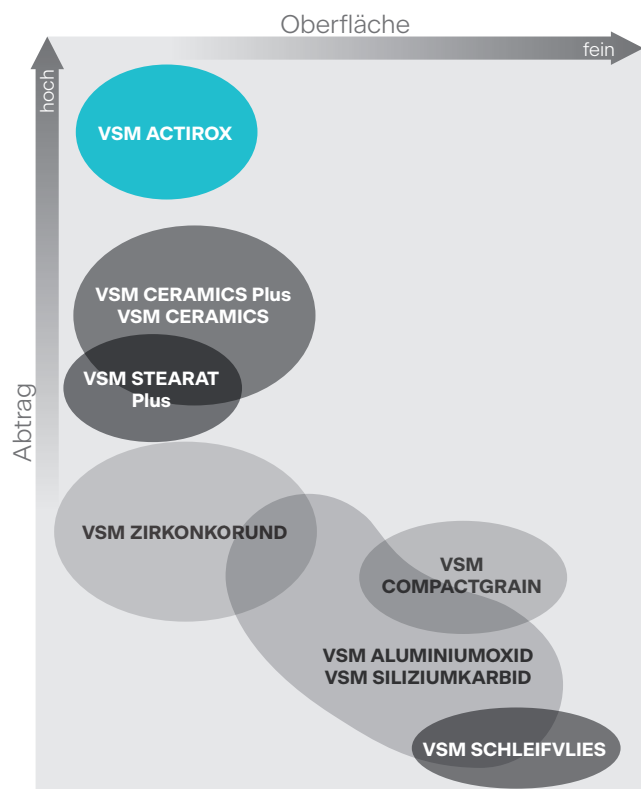 Oberfläche
fein
hoch
Abtrag
VSM ACTIROX
VSM CERAMICS Plus
VSM CERAMICS
VSM STEARAT
Plus
VSM ZIRKONKORUND
VSM
COMPACTGRAIN
VSM ALUMINIUMOXID
VSM SILIZIUMKARBID
VSM SCHLEIFVLIES